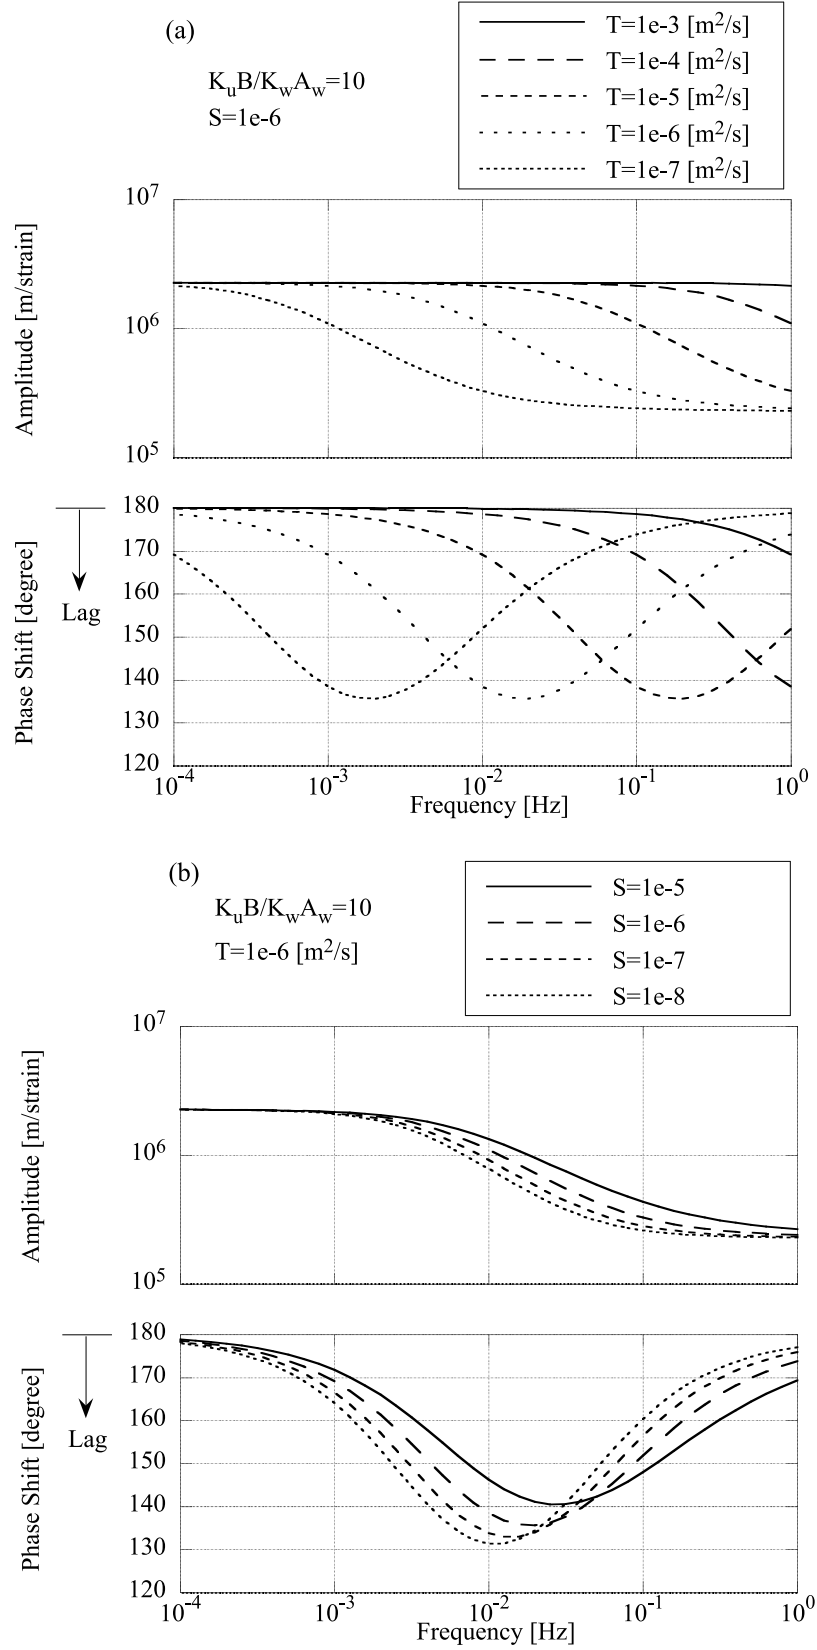 (a)
K_uB/K_wA_w=10
S=1e-6
T=1e-3 [m²/s]
T=1e-4 [m²/s]
T=1e-5 [m²/s]
T=1e-6 [m²/s]
T=1e-7 [m²/s]
Amplitude [m/strain]
10⁷
10⁶
10⁵
Phase Shift [degree]
Lag
180
170
160
150
140
130
120
10⁻⁴
10⁻³
10⁻²
10⁻¹
10⁰
Frequency [Hz]
(b)
K_uB/K_wA_w=10
T=1e-6 [m²/s]
S=1e-5
S=1e-6
S=1e-7
S=1e-8
Amplitude [m/strain]
10⁷
10⁶
10⁵
Phase Shift [degree]
Lag
180
170
160
150
140
130
120
10⁻⁴
10⁻³
10⁻²
10⁻¹
10⁰
Frequency [Hz]